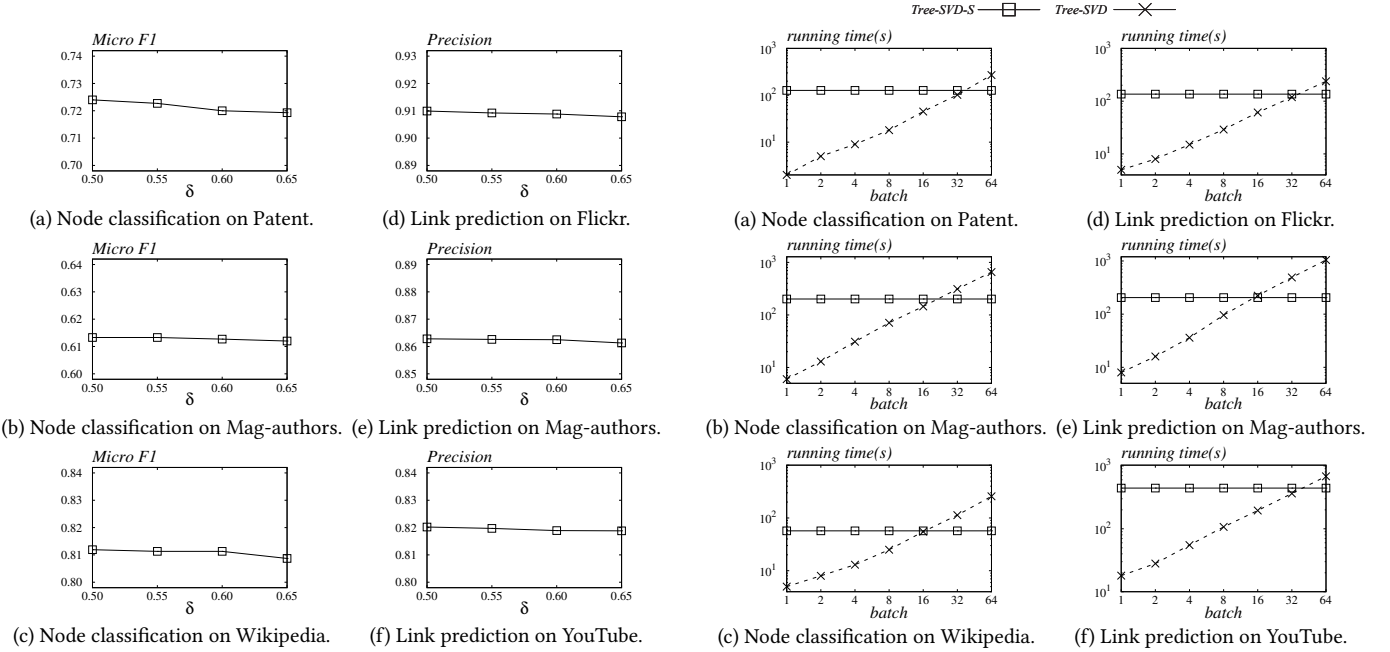 Tree-SVD-S Tree-SVD
Micro F1
0.74
0.73
0.72
0.71
0.70
0.50 0.55 0.60 0.65
δ
(a) Node classification on Patent.
Precision
0.93
0.92
0.91
0.90
0.89
0.50 0.55 0.60 0.65
δ
(d) Link prediction on Flickr.
Micro F1
0.64
0.63
0.62
0.61
0.60
0.50 0.55 0.60 0.65
δ
(b) Node classification on Mag-authors.
Precision
0.89
0.88
0.87
0.86
0.85
0.50 0.55 0.60 0.65
δ
(e) Link prediction on Mag-authors.
Micro F1
0.84
0.83
0.82
0.81
0.80
0.50 0.55 0.60 0.65
δ
(c) Node classification on Wikipedia.
Precision
0.84
0.83
0.82
0.81
0.80
0.50 0.55 0.60 0.65
δ
(f) Link prediction on YouTube.
running time(s)
10³
10²
10¹
1 2 4 8 16 32 64
batch
(a) Node classification on Patent.
running time(s)
10³
10²
10¹
1 2 4 8 16 32 64
batch
(d) Link prediction on Flickr.
running time(s)
10³
10²
10¹
1 2 4 8 16 32 64
batch
(b) Node classification on Mag-authors.
running time(s)
10³
10²
10¹
1 2 4 8 16 32 64
batch
(e) Link prediction on Mag-authors.
running time(s)
10³
10²
10¹
1 2 4 8 16 32 64
batch
(c) Node classification on Wikipedia.
running time(s)
10³
10²
10¹
1 2 4 8 16 32 64
batch
(f) Link prediction on YouTube.